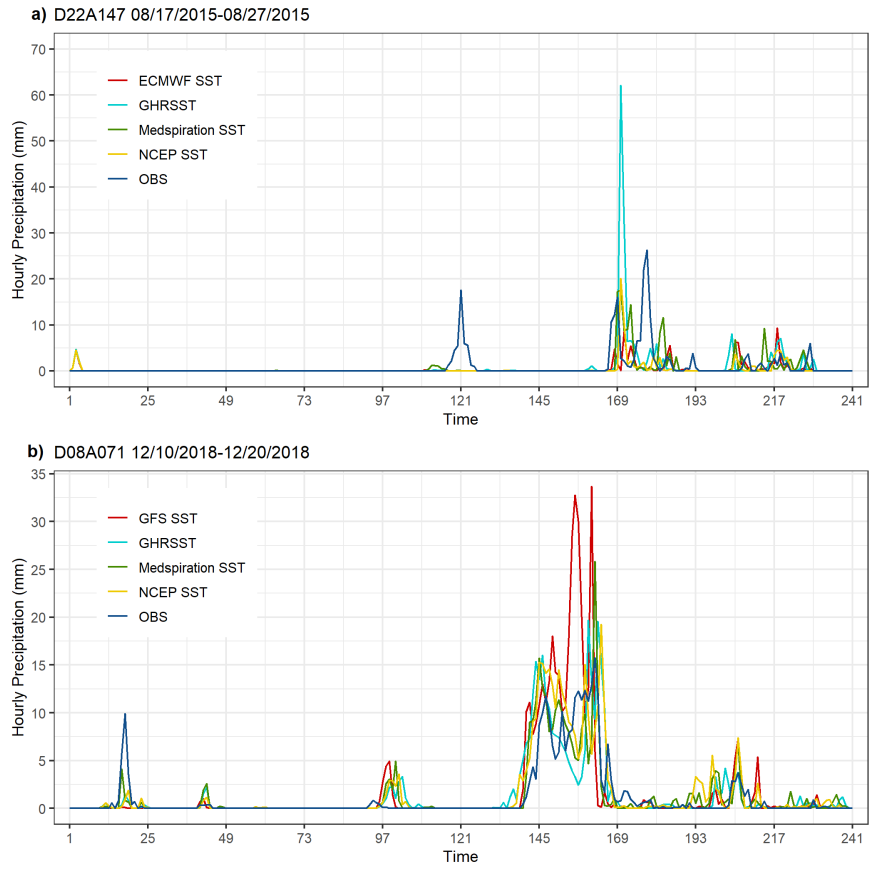 a) D22A147 08/17/2015-08/27/2015
70
60
50
40
30
20
10
0
Hourly Precipitation (mm)
ECMWF SST
GHRSST
Medspiration SST
NCEP SST
OBS
1 25 49 73 97 121 145 169 193 217 241
Time
b) D08A071 12/10/2018-12/20/2018
35
30
25
20
15
10
5
0
Hourly Precipitation (mm)
GFS SST
GHRSST
Medspiration SST
NCEP SST
OBS
1 25 49 73 97 121 145 169 193 217 241
Time